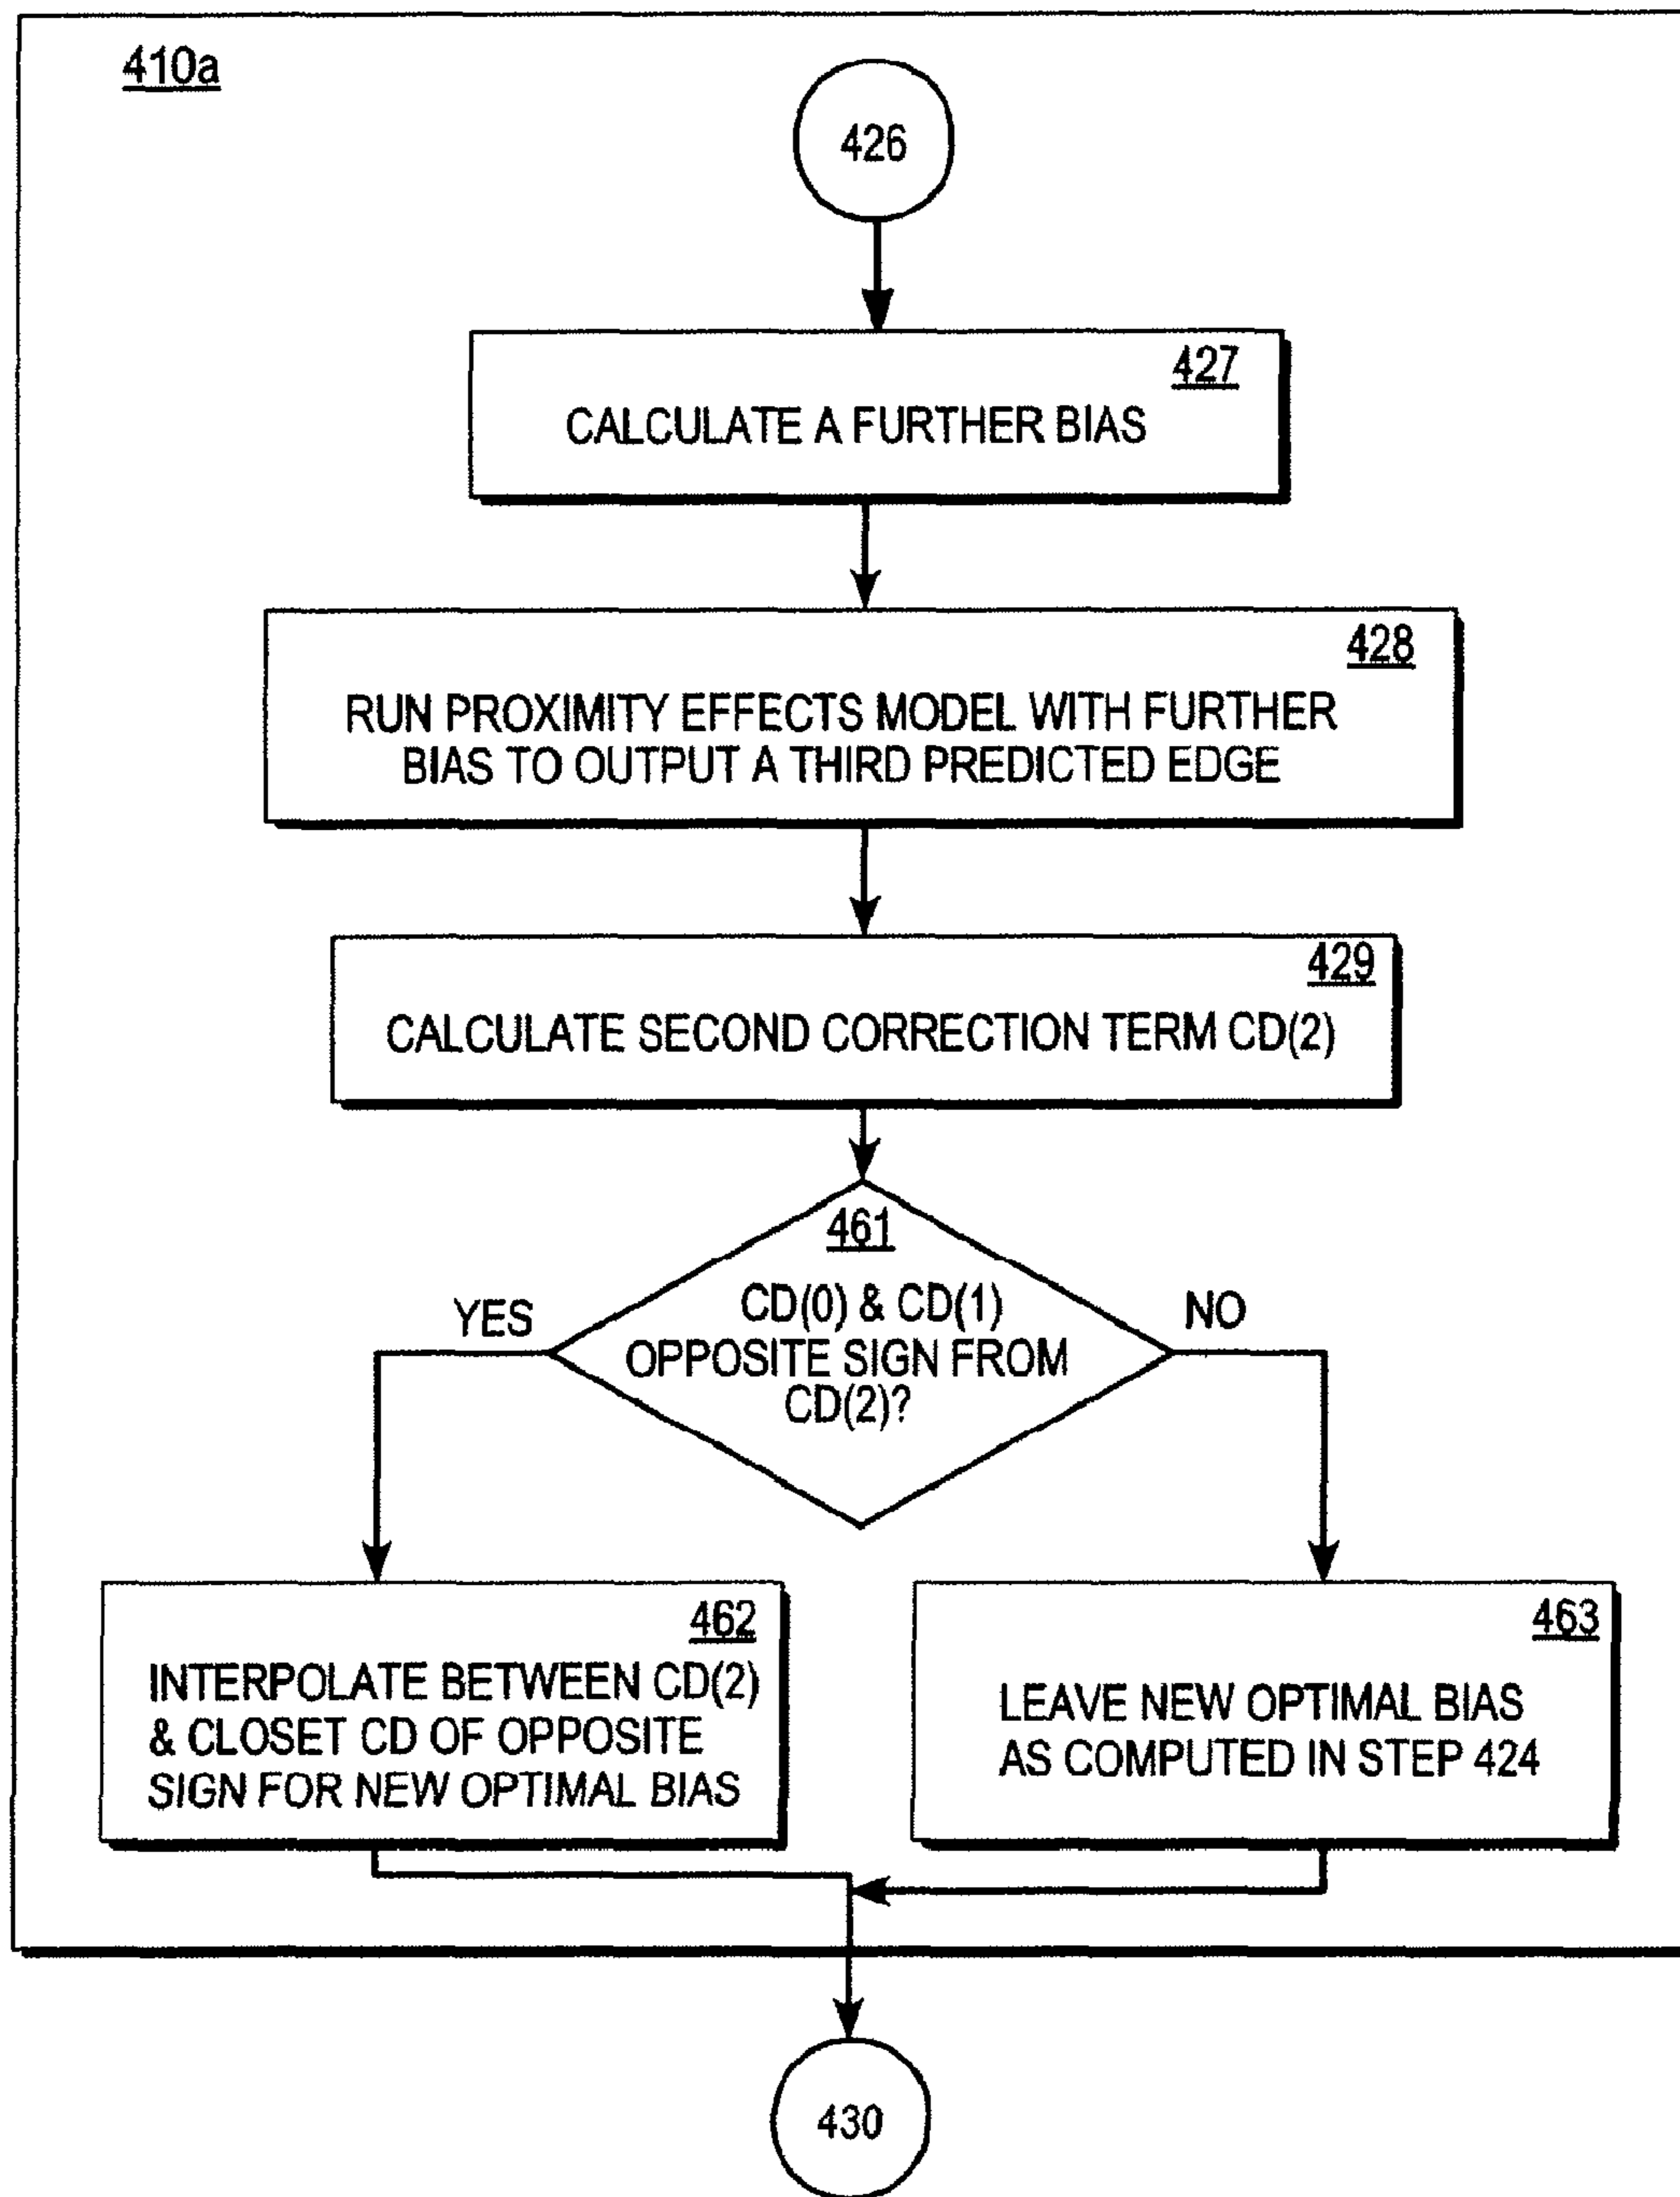 410a
426
427
CALCULATE A FURTHER BIAS
428
RUN PROXIMITY EFFECTS MODEL WITH FURTHER
BIAS TO OUTPUT A THIRD PREDICTED EDGE
429
CALCULATE SECOND CORRECTION TERM CD(2)
461
CD(0) & CD(1)
OPPOSITE SIGN FROM
CD(2)?
YES
NO
462
INTERPOLATE BETWEEN CD(2)
& CLOSET CD OF OPPOSITE
SIGN FOR NEW OPTIMAL BIAS
463
LEAVE NEW OPTIMAL BIAS
AS COMPUTED IN STEP 424
430